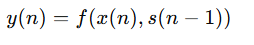 y(n) = f(x(n), s(n − 1))